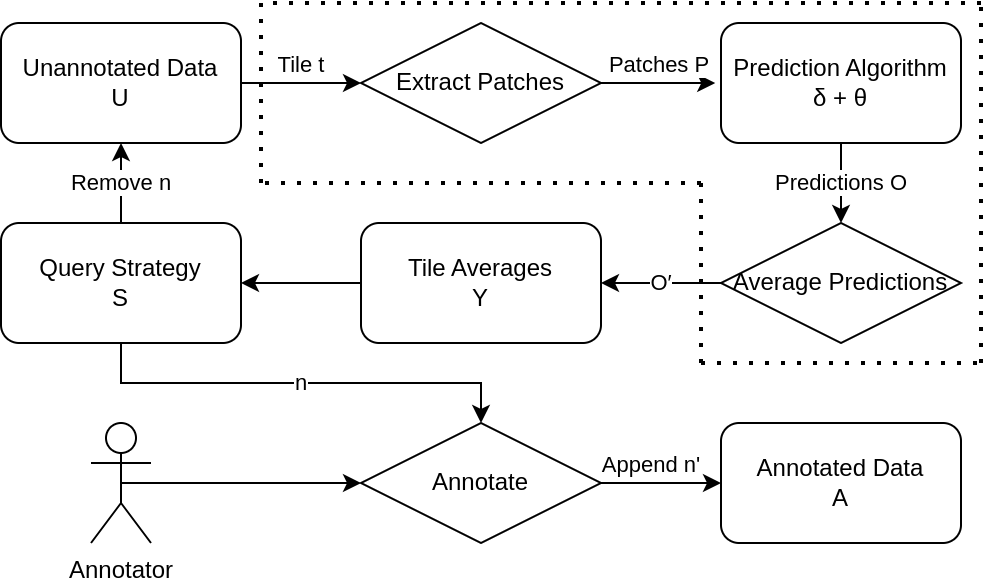 Unannotated Data
U
Tile t
Extract Patches
Patches P
Prediction Algorithm
δ + θ
Remove n
Predictions O
Query Strategy
S
Tile Averages
Y
O′
Average Predictions
n
Annotate
Append n'
Annotated Data
A
Annotator